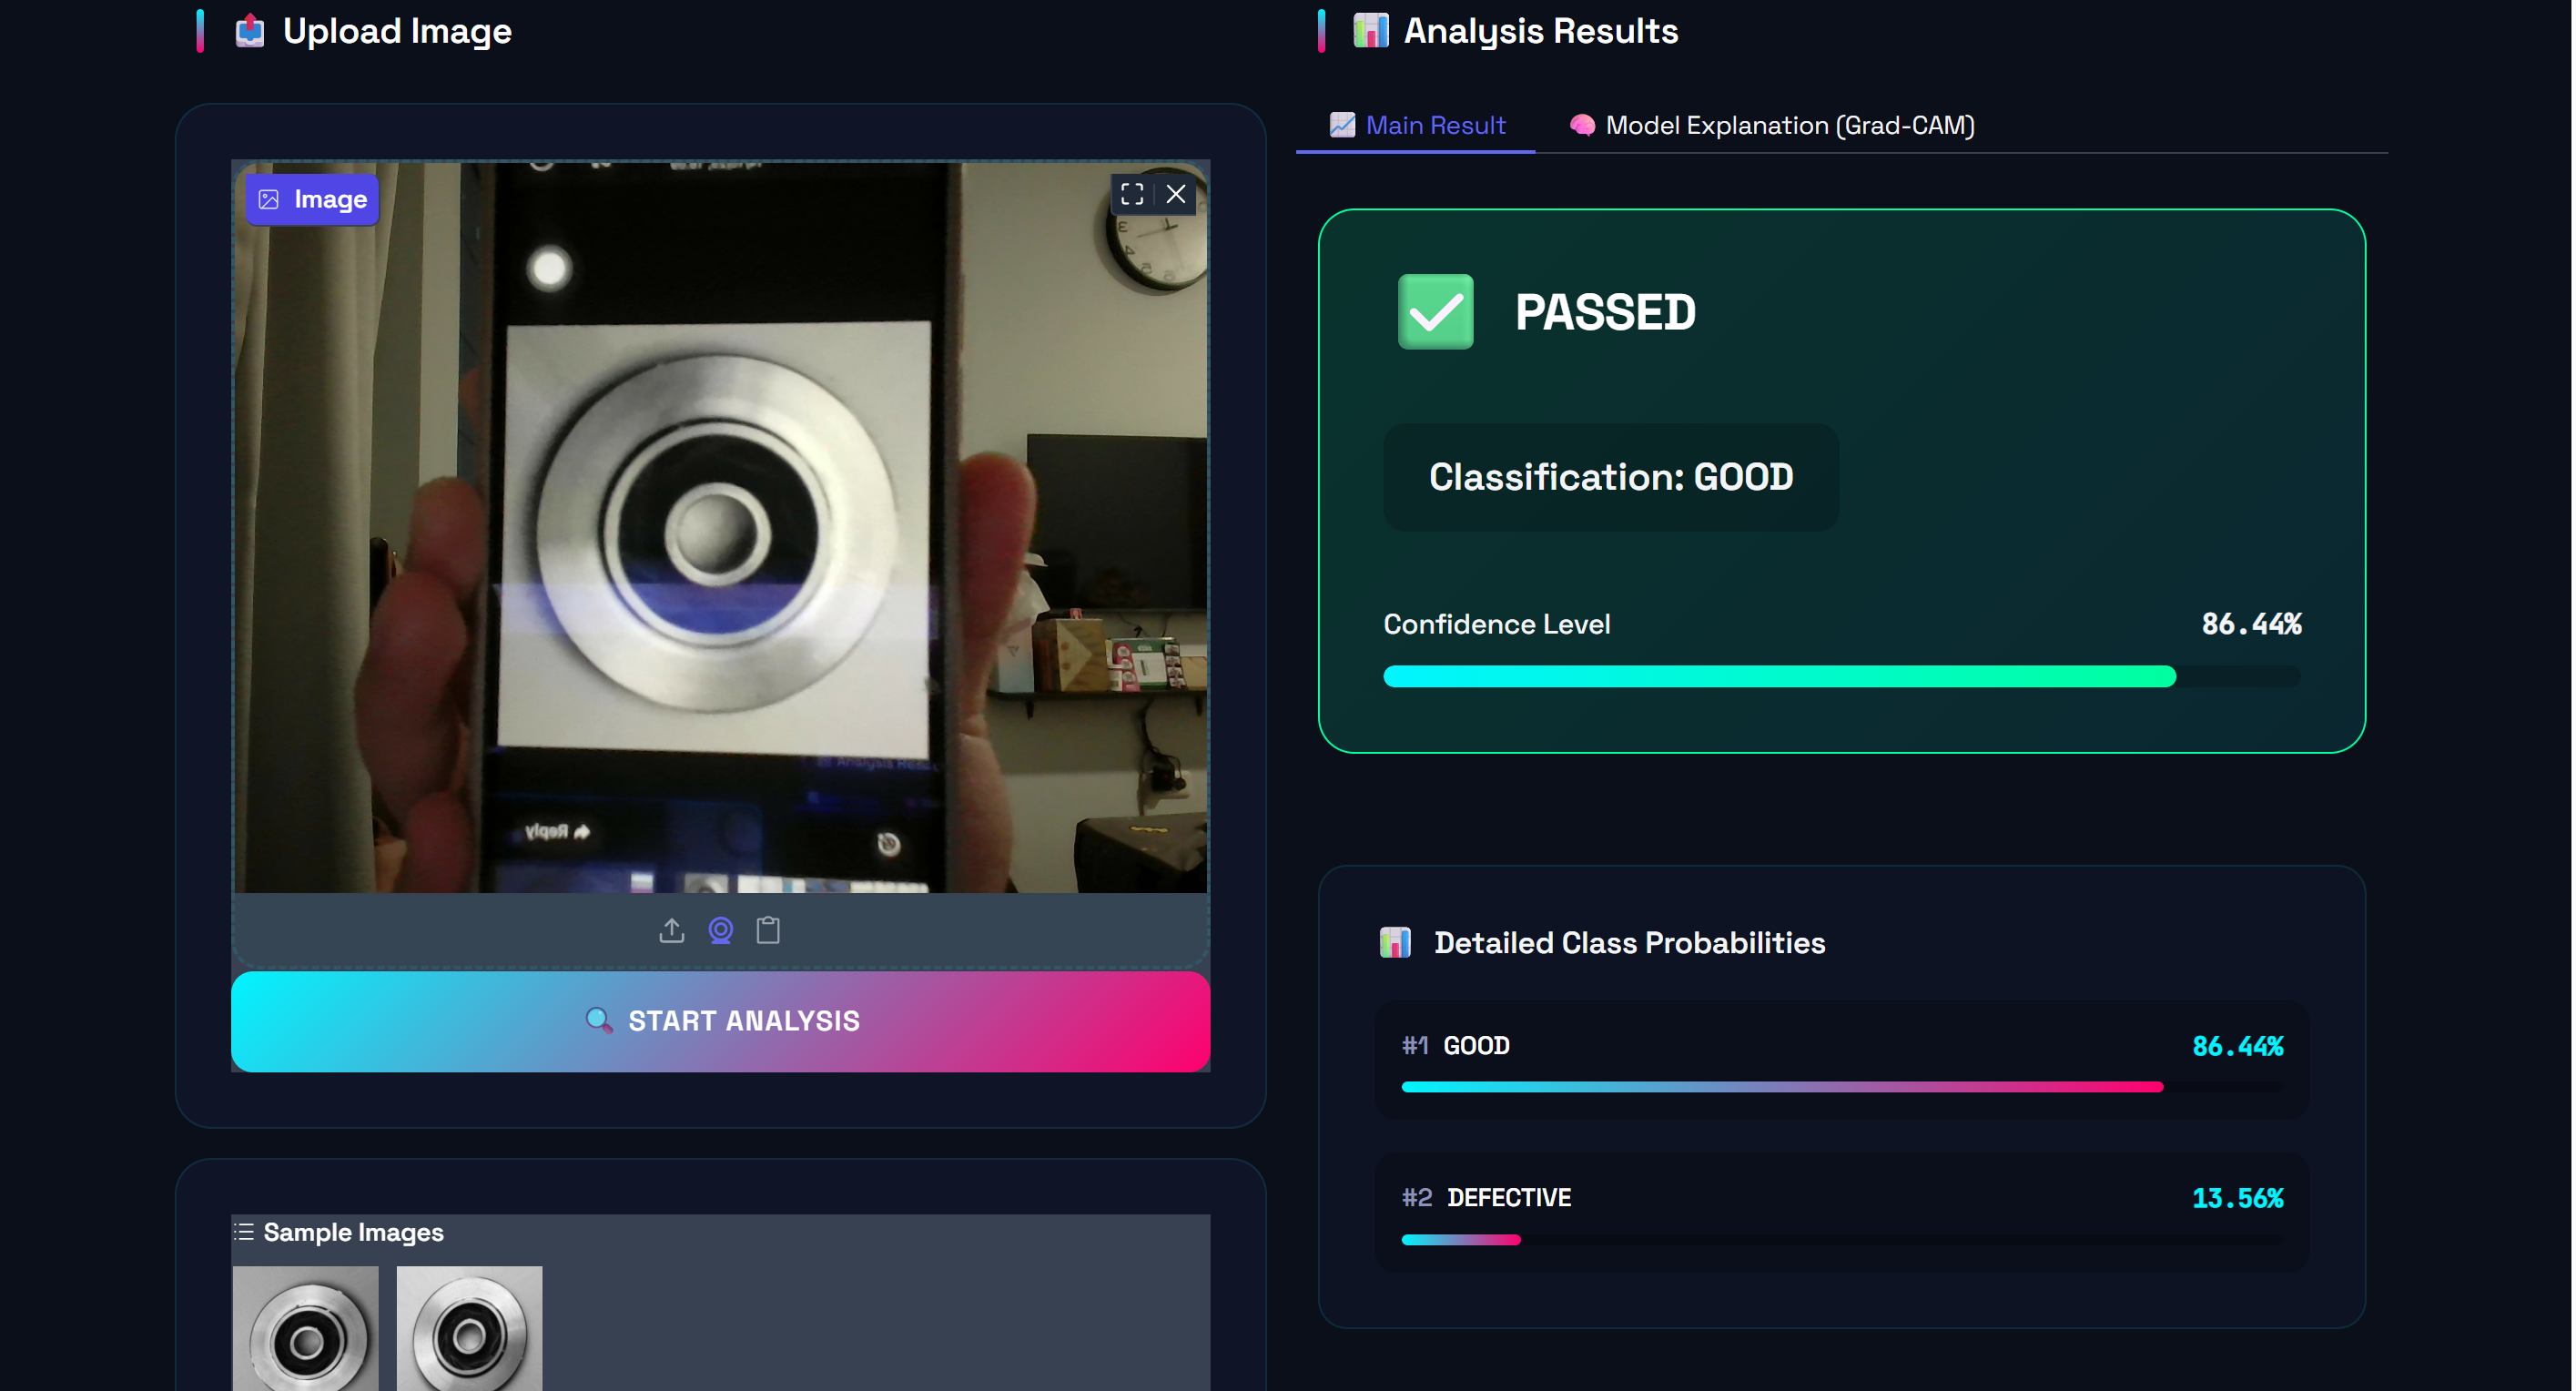 Upload Image
Image
Reply
START ANALYSIS
Sample Images
Analysis Results
Main Result
Model Explanation (Grad-CAM)
PASSED
Classification: GOOD
Confidence Level
86.44%
Detailed Class Probabilities
#1 GOOD
86.44%
#2 DEFECTIVE
13.56%